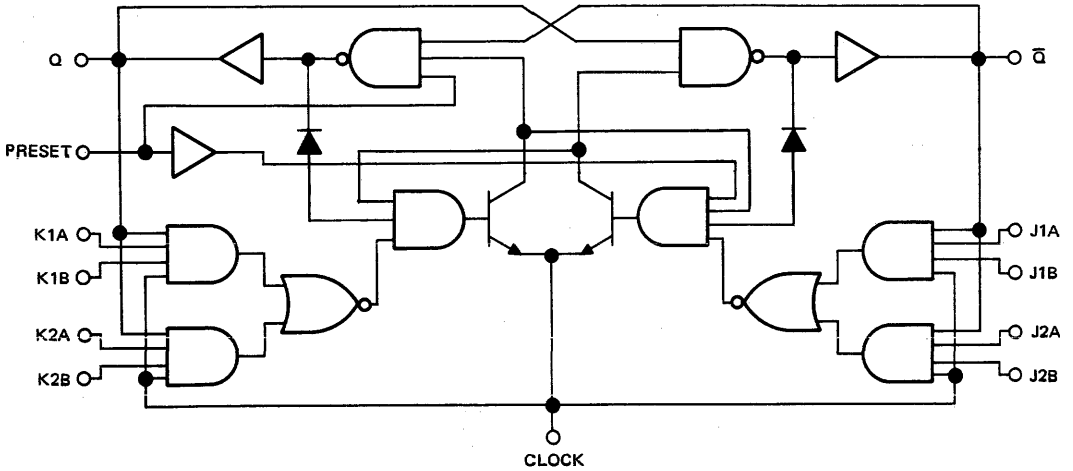 Q
Q̅
PRESET
K1A
K1B
K2A
K2B
J1A
J1B
J2A
J2B
CLOCK